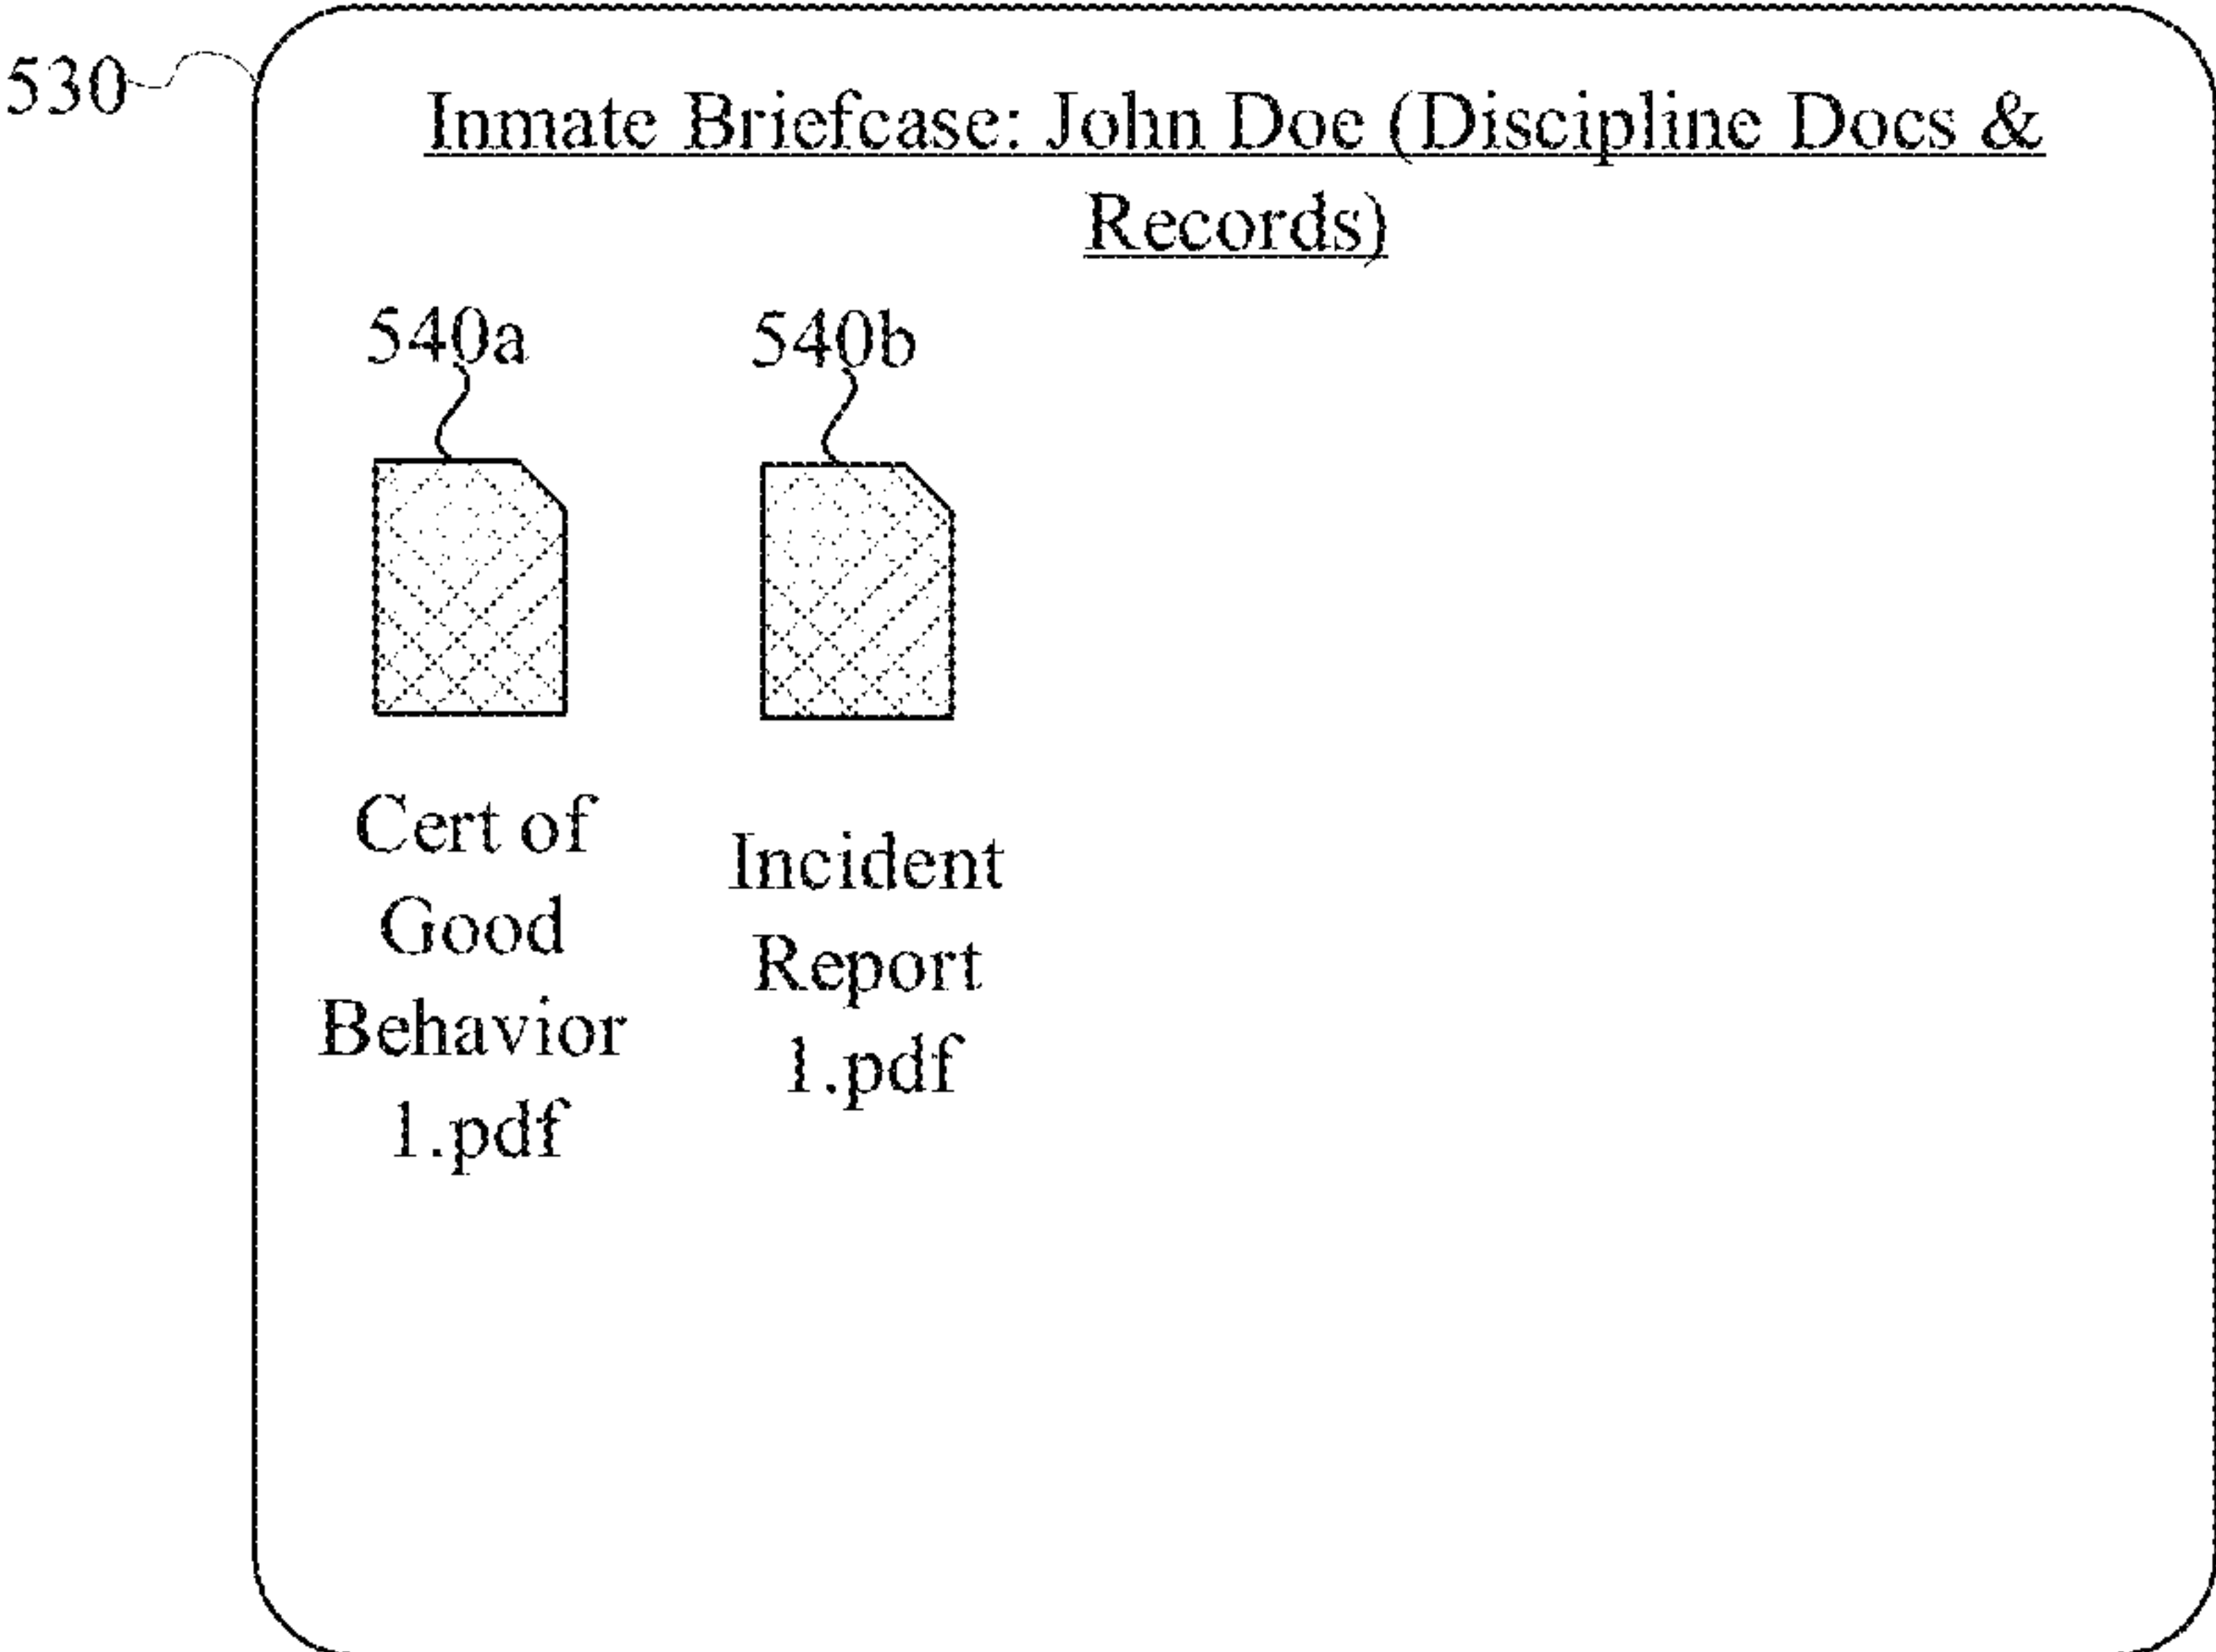 530
Inmate Briefcase: John Doe (Discipline Docs &
Records)
540a
540b
Cert of
Good
Behavior
1.pdf
Incident
Report
1.pdf